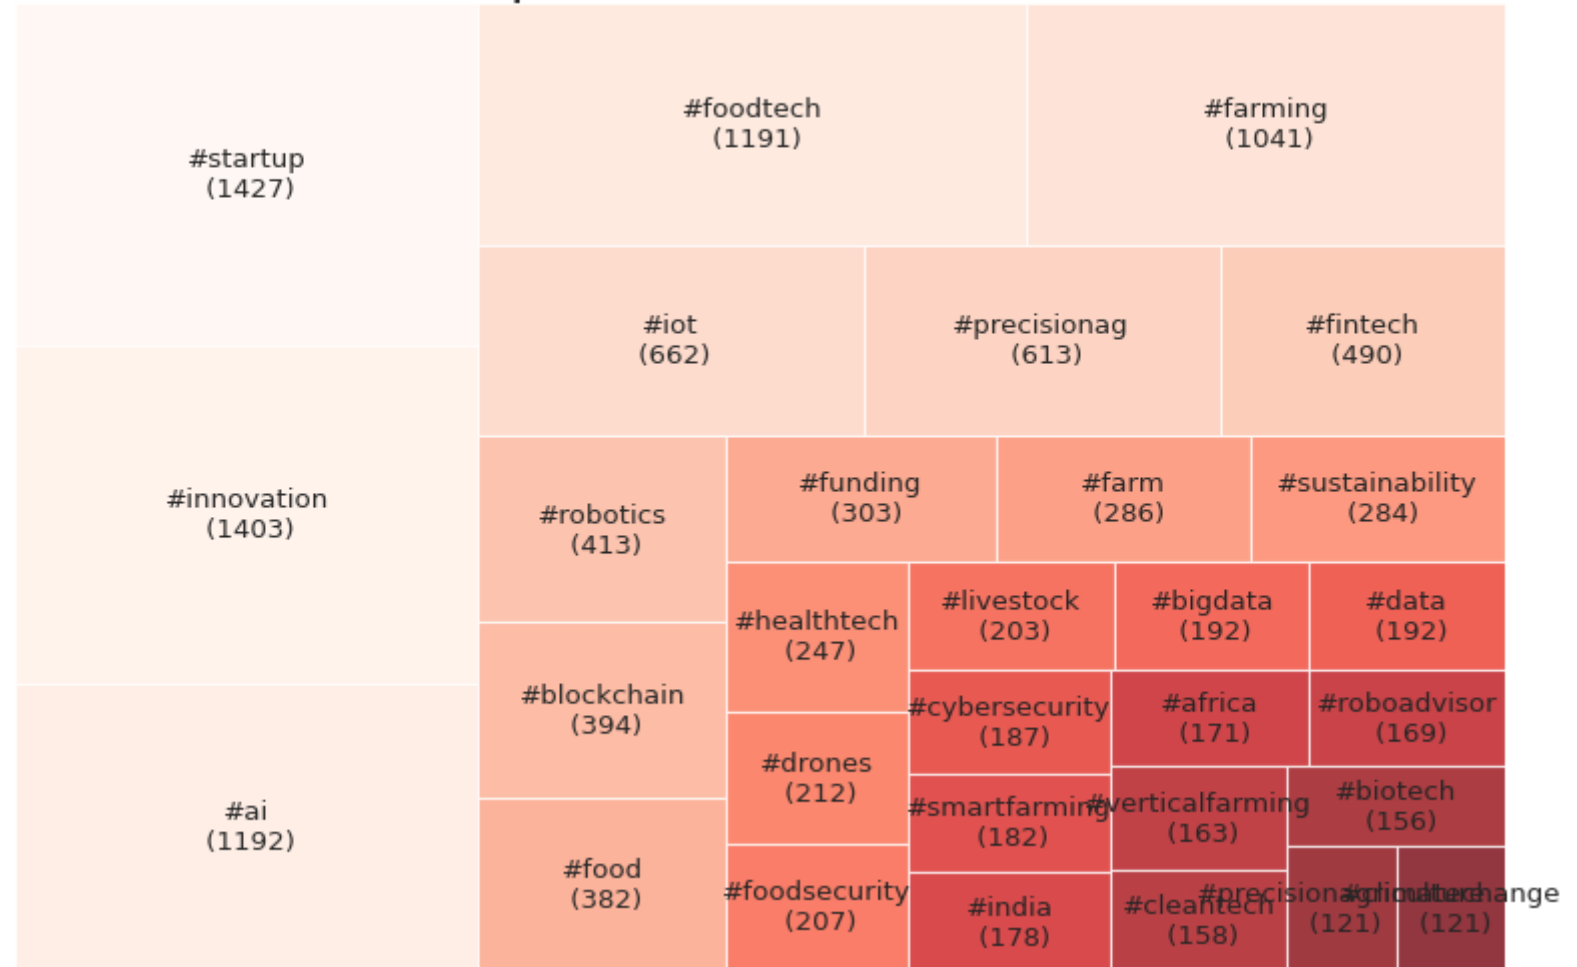 #startup
(1427)
#innovation
(1403)
#ai
(1192)
#foodtech
(1191)
#farming
(1041)
#iot
(662)
#precisionag
(613)
#fintech
(490)
#robotics
(413)
#blockchain
(394)
#food
(382)
#funding
(303)
#farm
(286)
#sustainability
(284)
#healthtech
(247)
#drones
(212)
#foodsecurity
(207)
#livestock
(203)
#bigdata
(192)
#data
(192)
#cybersecurity
(187)
#smartfarming
(182)
#india
(178)
#africa
(171)
#roboadvisor
(169)
#verticalfarming
(163)
#cleantech
(158)
#biotech
(156)
#precisionagriculture
(121)
#climatechange
(121)